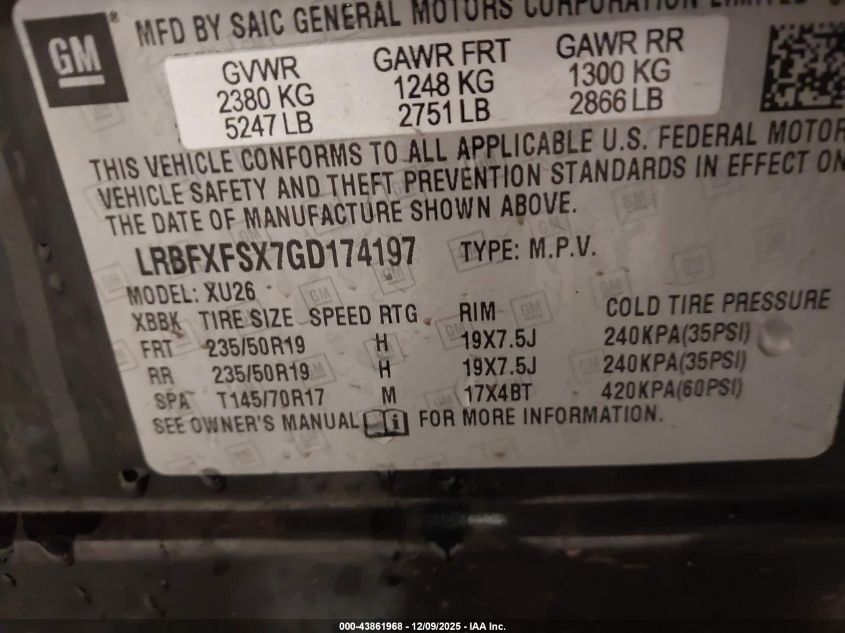 GM
MFD BY SAIC GENERAL MOTORS CORPORATION LIMITED
GVWR GAWR FRT GAWR RR
2380 KG 1248 KG 1300 KG
5247 LB 2751 LB 2866 LB
THIS VEHICLE CONFORMS TO ALL APPLICABLE U.S. FEDERAL MOTOR
VEHICLE SAFETY AND THEFT PREVENTION STANDARDS IN EFFECT ON
THE DATE OF MANUFACTURE SHOWN ABOVE.
LRBFXFSX7GD174197 TYPE: M.P.V.
MODEL: XU26
XBBK TIRE SIZE SPEED RTG RIM COLD TIRE PRESSURE
FRT 235/50R19 H 19X7.5J 240KPA(35PSI)
RR 235/50R19 H 19X7.5J 240KPA(35PSI)
SPA T145/70R17 M 17X4BT 420KPA(60PSI)
SEE OWNER'S MANUAL i FOR MORE INFORMATION.
000-43861968 - 12/09/2025 - IAA Inc.